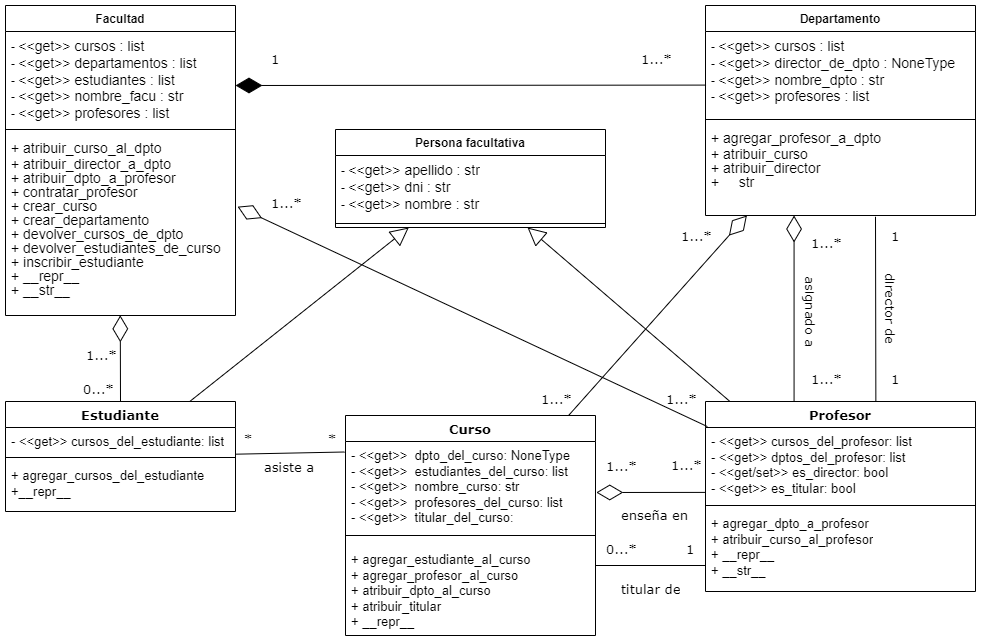 Facultad
- <<get>> cursos : list
- <<get>> departamentos : list
- <<get>> estudiantes : list
- <<get>> nombre_facu : str
- <<get>> profesores : list
+ atribuir_curso_al_dpto
+ atribuir_director_a_dpto
+ atribuir_dpto_a_profesor
+ contratar_profesor
+ crear_curso
+ crear_departamento
+ devolver_cursos_de_dpto
+ devolver_estudiantes_de_curso
+ inscribir_estudiante
+ __repr__
+ __str__
1
1...*
Departamento
- <<get>> cursos : list
- <<get>> director_de_dpto : NoneType
- <<get>> nombre_dpto : str
- <<get>> profesores : list
+ agregar_profesor_a_dpto
+ atribuir_curso
+ atribuir_director
+ str
Persona facultativa
- <<get>> apellido : str
- <<get>> dni : str
- <<get>> nombre : str
1...*
1...*
1...*
1
asignado a
director de
1...*
0...*
1...*
1...*
1...*
1
Estudiante
- <<get>> cursos_del_estudiante: list
+ agregar_cursos_del_estudiante
+__repr__
*
*
asiste a
Curso
- <<get>> dpto_del_curso: NoneType
- <<get>> estudiantes_del_curso: list
- <<get>> nombre_curso: str
- <<get>> profesores_del_curso: list
- <<get>> titular_del_curso:
+ agregar_estudiante_al_curso
+ agregar_profesor_al_curso
+ atribuir_dpto_al_curso
+ atribuir_titular
+ __repr__
1...*
1...*
enseña en
0...*
1
titular de
Profesor
- <<get>> cursos_del_profesor: list
- <<get>> dptos_del_profesor: list
- <<get/set>> es_director: bool
- <<get>> es_titular: bool
+ agregar_dpto_a_profesor
+ atribuir_curso_al_profesor
+ __repr__
+ __str__